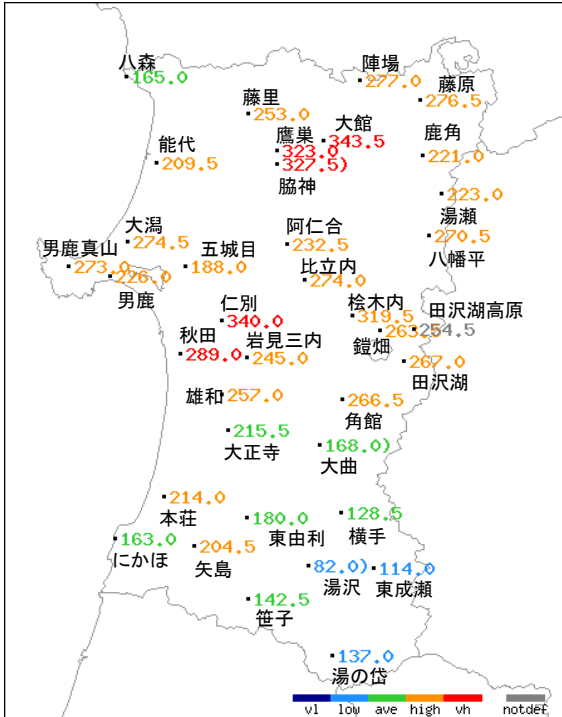 八森
165.0
陣場
277.0
藤原
276.5
藤里
253.0
鷹巣
323.0
327.5)
脇神
大館
343.5
鹿角
221.0
能代
209.5
223.0
湯瀬
270.5
八幡平
大潟
274.5
男鹿真山
273.0
226.0
男鹿
五城目
188.0
阿仁合
232.5
比立内
274.0
仁別
340.0
桧木内
319.5
263.5
鎧畑
田沢湖高原
254.5
秋田
289.0
岩見三内
245.0
267.0
田沢湖
雄和
257.0
266.5
角館
215.5
大正寺
168.0)
大曲
214.0
本荘
180.0
東由利
128.5
横手
163.0
にかほ
204.5
矢島
82.0)
湯沢
114.0
東成瀬
142.5
笹子
137.0
湯の岱
vl low ave high vh notdef